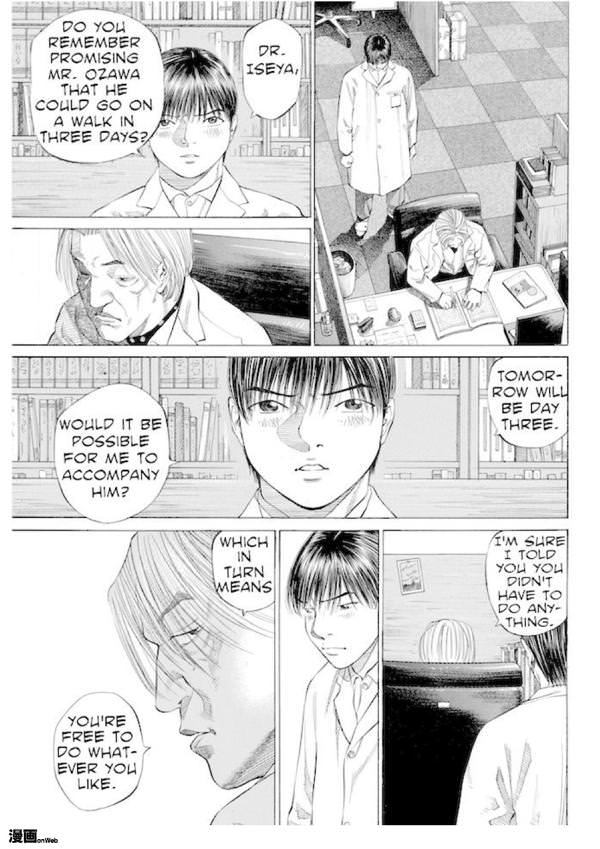 DR.
ISEYA,
DO YOU
REMEMBER
PROMISING
MR. OZAWA
THAT HE
COULD GO ON
A WALK IN
THREE DAYS?
TOMOR-
ROW WILL
BE DAY
THREE.
WOULD IT BE
POSSIBLE
FOR ME TO
ACCOMPANY
HIM?
I'M SURE
I TOLD
YOU YOU
DIDN'T
HAVE TO
DO ANY-
THING.
WHICH
IN
TURN
MEANS
YOU'RE
FREE TO
DO WHAT-
EVER YOU
LIKE.
漫画onWeb